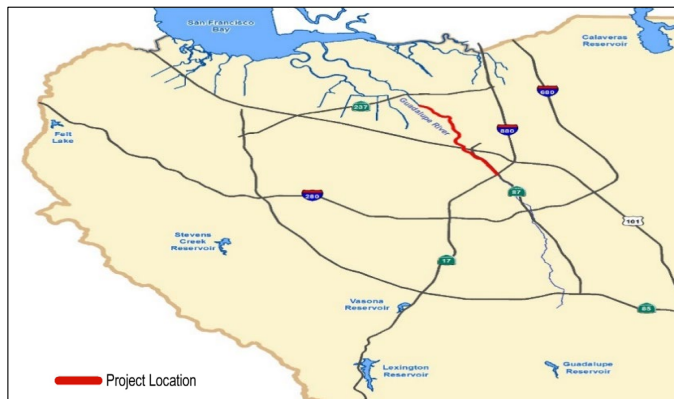 San Francisco
Bay
Calaveras
Reservoir
680
237
Guadalupe River
880
Felt
Lake
87
280
101
Stevens
Creek
Reservoir
17
Vasona
Reservoir
85
Lexington
Reservoir
Guadalupe
Reservoir
Project Location